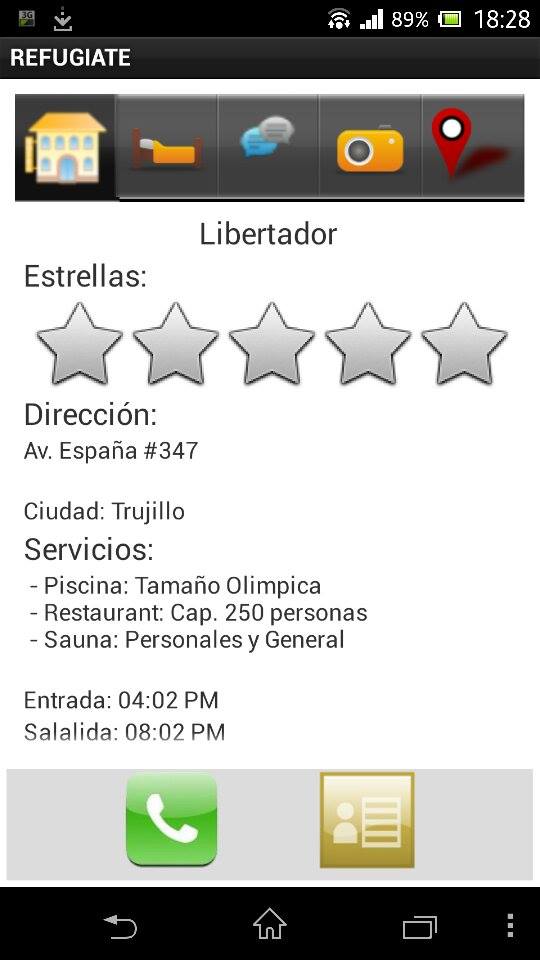 3G
89%
18:28
REFUGIATE
Libertador
Estrellas:
Dirección:
Av. España #347
Ciudad: Trujillo
Servicios:
- Piscina: Tamaño Olimpica
- Restaurant: Cap. 250 personas
- Sauna: Personales y General
Entrada: 04:02 PM
Salalida: 08:02 PM